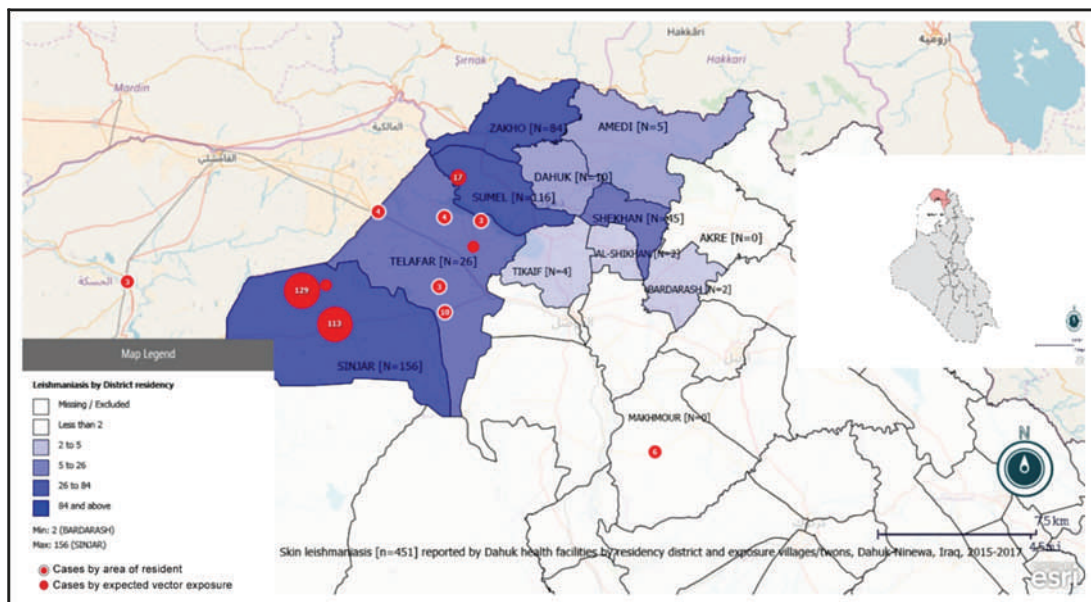 Hakkâri
ارومیه
Mardin
Şırnak
Hakkari
المالكية
القامشلي
ZAKHO [N=84]
AMEDI [N=5]
DAHUK [N=10]
17
SUMEL [N=116]
SHEKHAN [N=45]
4
4
3
AKRE [N=0]
AL-SHIKHAN [N=2]
TELAFAR [N=26]
TIKAIF [N=4]
الحسكة
3
3
BARDARASH [N=2]
129
10
113
SINJAR [N=156]
MAKHMOUR [N=0]
6
N
Map Legend
Leishmaniasis by District residency
Missing / Excluded
Less than 2
2 to 5
5 to 26
26 to 84
84 and above
Min: 2 (BARDARASH)
Max: 156 (SINJAR)
Cases by area of resident
Cases by expected vector exposure
75km
45mi
Skin leishmaniasis [n=451] reported by Dahuk health facilities by residency district and exposure villages/twons, Dahuk-Ninewa, Iraq, 2015-2017
esri